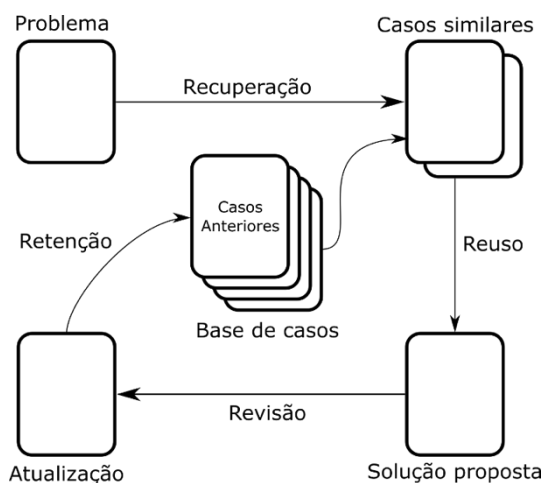 Problema
Casos similares
Recuperação
Casos
Anteriores
Retenção
Reuso
Base de casos
Revisão
Atualização
Solução proposta